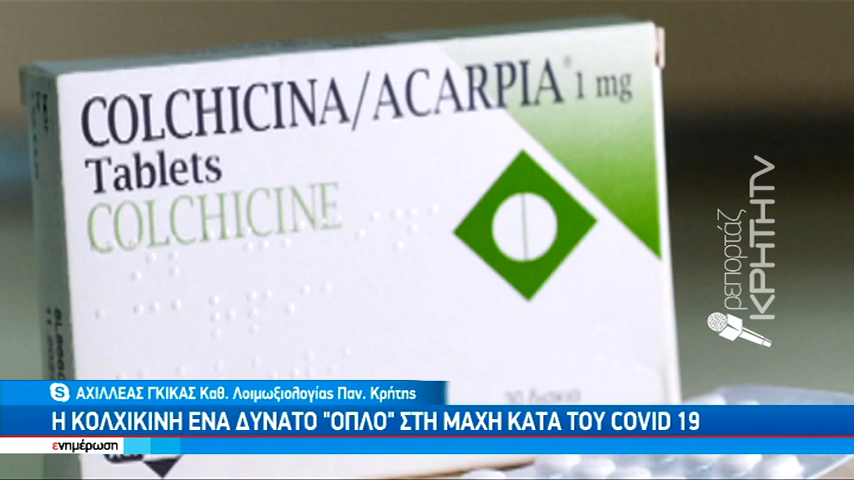 COLCHICINA/ACARPIA® 1 mg
Tablets
COLCHICINE
ρεπορτάζ
ΚΡΗΤΗTV
ΑΧΙΛΛΕΑΣ ΓΚΙΚΑΣ Καθ. Λοιμωξιολογίας Παν. Κρήτης
Η ΚΟΛΧΙΚΙΝΗ ΕΝΑ ΔΥΝΑΤΟ "ΟΠΛΟ" ΣΤΗ ΜΑΧΗ ΚΑΤΑ ΤΟΥ COVID 19
ενημέρωση